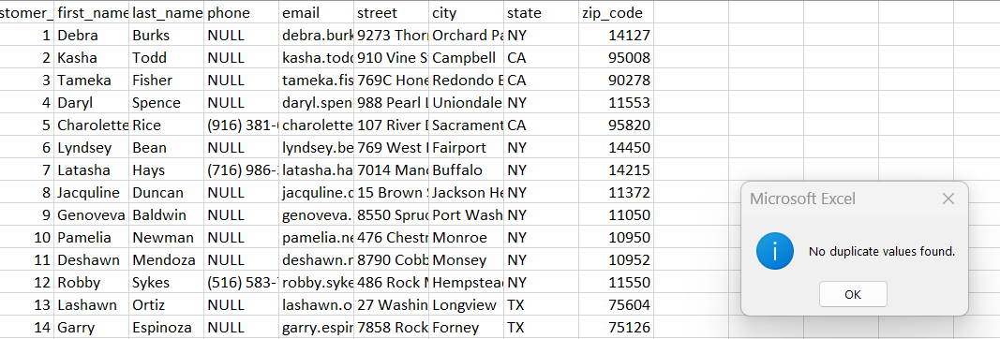 stomer_ first_name last_name phone email street city state zip_code
1 Debra Burks NULL debra.burk 9273 Thor Orchard Pa NY 14127
2 Kasha Todd NULL kasha.todd 910 Vine S Campbell CA 95008
3 Tameka Fisher NULL tameka.fis 769C Hone Redondo B CA 90278
4 Daryl Spence NULL daryl.spen 988 Pearl L Uniondale NY 11553
5 Charolette Rice (916) 381- charolette 107 River D Sacrament CA 95820
6 Lyndsey Bean NULL lyndsey.be 769 West Fairport NY 14450
7 Latasha Hays (716) 986- latasha.ha 7014 Mano Buffalo NY 14215
8 Jacquline Duncan NULL jacquline.d 15 Brown S Jackson He NY 11372
9 Genoveva Baldwin NULL genoveva. 8550 Spruc Port Wash NY 11050
10 Pamelia Newman NULL pamelia.ne 476 Chestn Monroe NY 10950
11 Deshawn Mendoza NULL deshawn.m 8790 Cobb Monsey NY 10952
12 Robby Sykes (516) 583- robby.syke 486 Rock M Hempstead NY 11550
13 Lashawn Ortiz NULL lashawn.o 27 Washin Longview TX 75604
14 Garry Espinoza NULL garry.espin 7858 Rock Forney TX 75126
Microsoft Excel
No duplicate values found.
OK